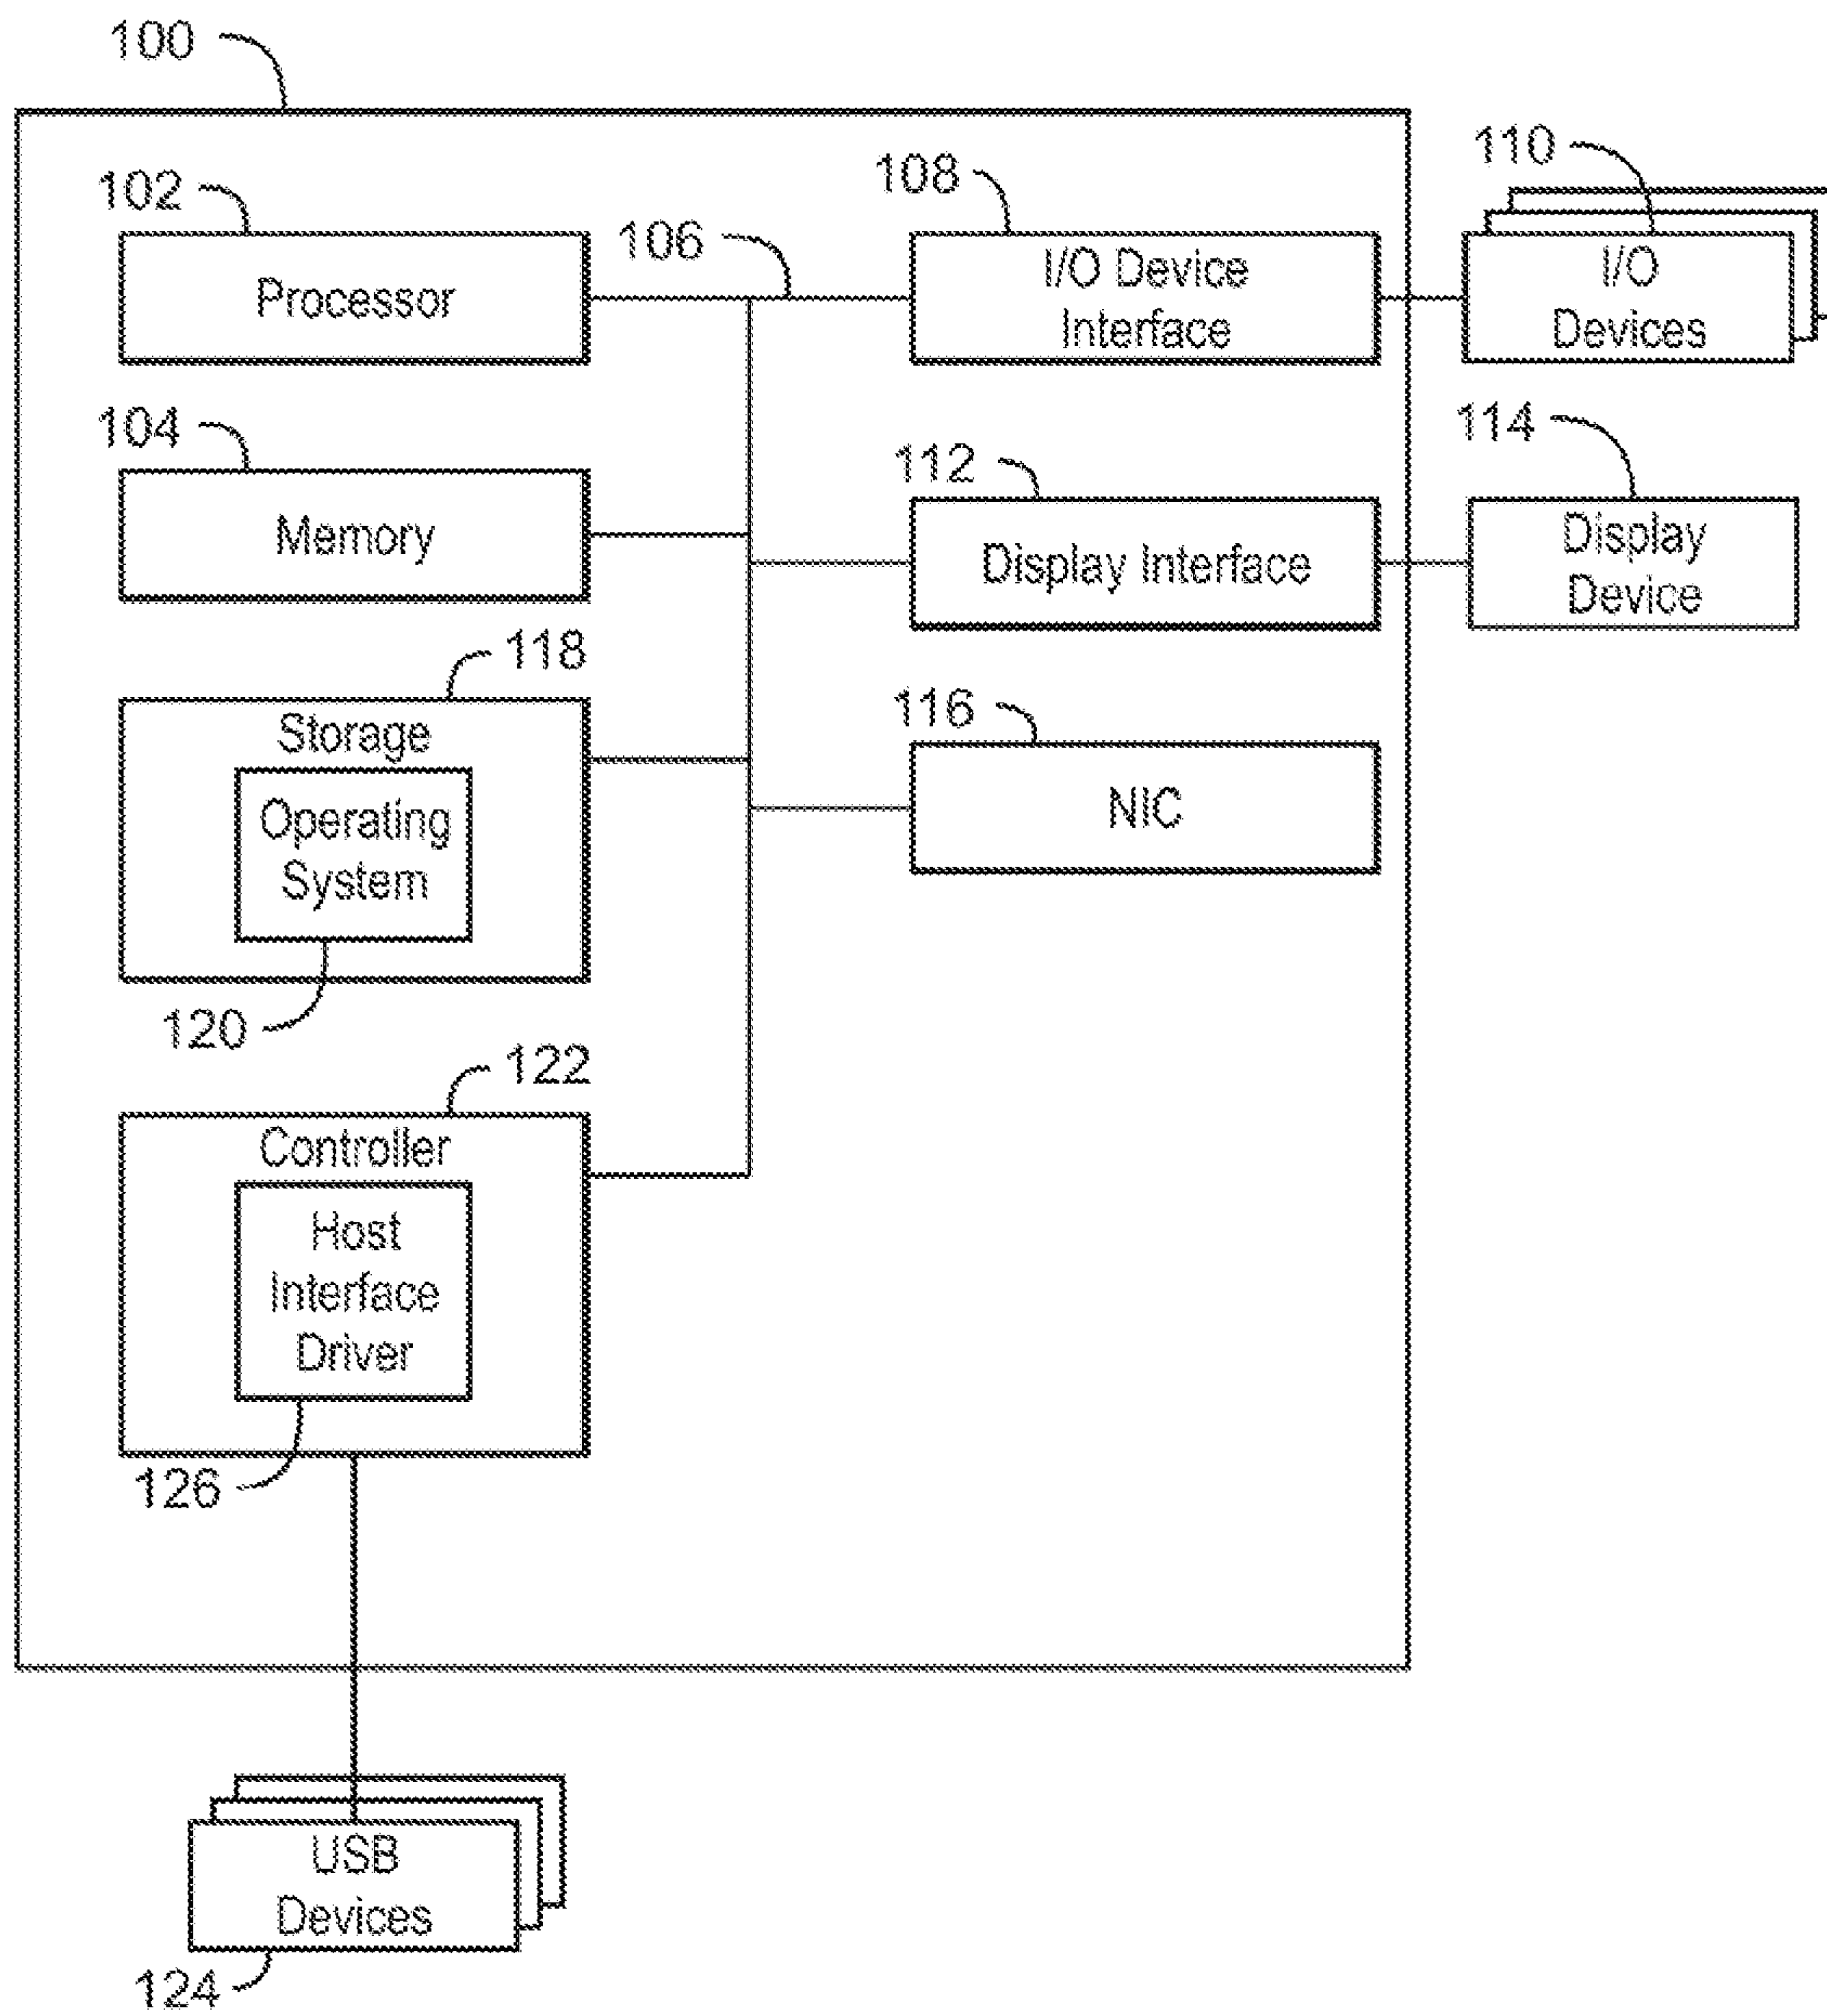 100
110
102
108
106
Processor
I/O Device
Interface
I/O
Devices
104
112
114
Memory
Display Interface
Display
Device
118
116
Storage
Operating
System
NIC
120
122
Controller
Host
Interface
Driver
126
USB
Devices
124